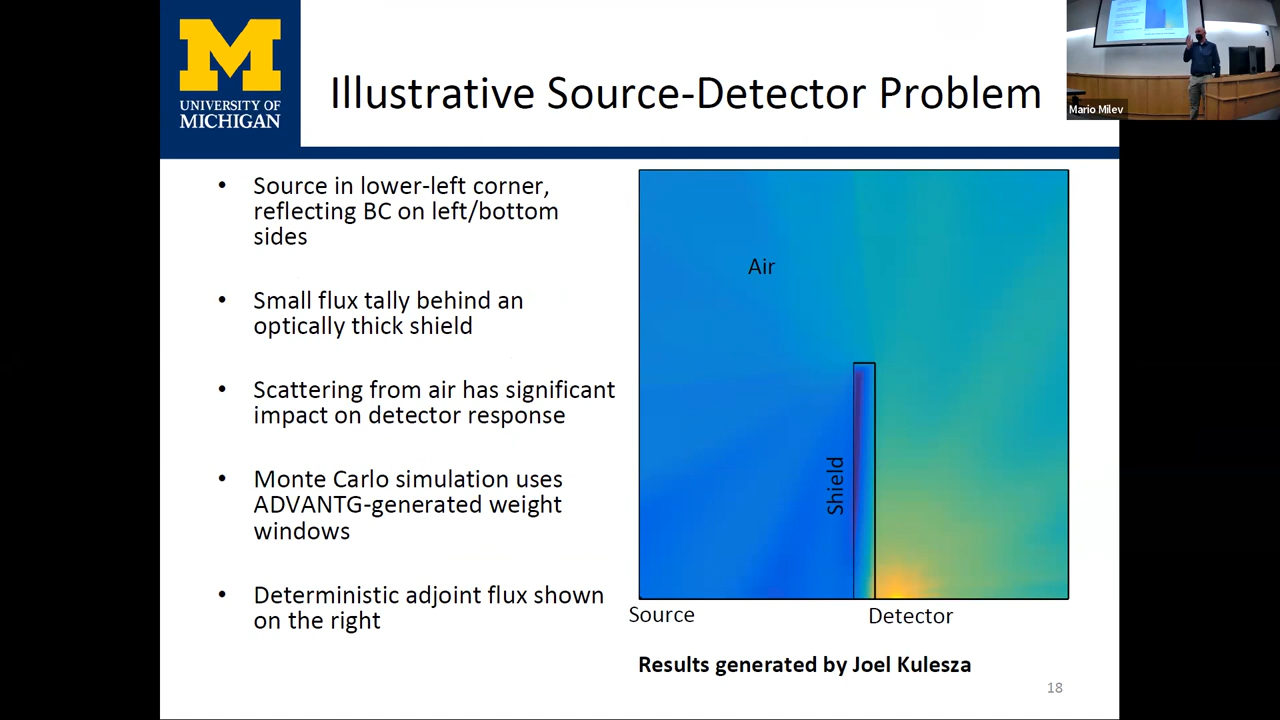 UNIVERSITY OF
MICHIGAN
Illustrative Source-Detector Problem
Mario Milev
• Source in lower-left corner,
reflecting BC on left/bottom
sides
• Small flux tally behind an
optically thick shield
• Scattering from air has significant
impact on detector response
• Monte Carlo simulation uses
ADVANTG-generated weight
windows
• Deterministic adjoint flux shown
on the right
Air
Shield
Source
Detector
Results generated by Joel Kulesza
18